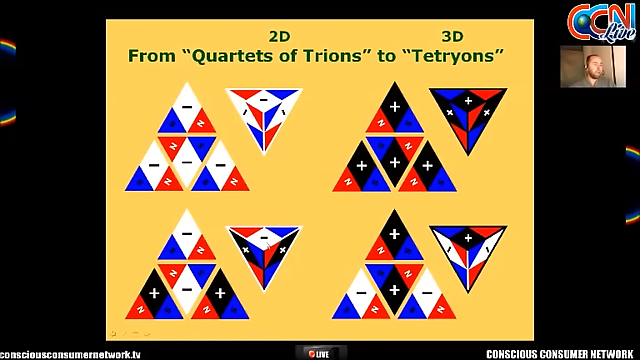 CCN
Live
2D 3D
From “Quartets of Trions” to “Tetryons”
LIVE
consciousconsumernetwork.tv
CONSCIOUS CONSUMER NETWORK